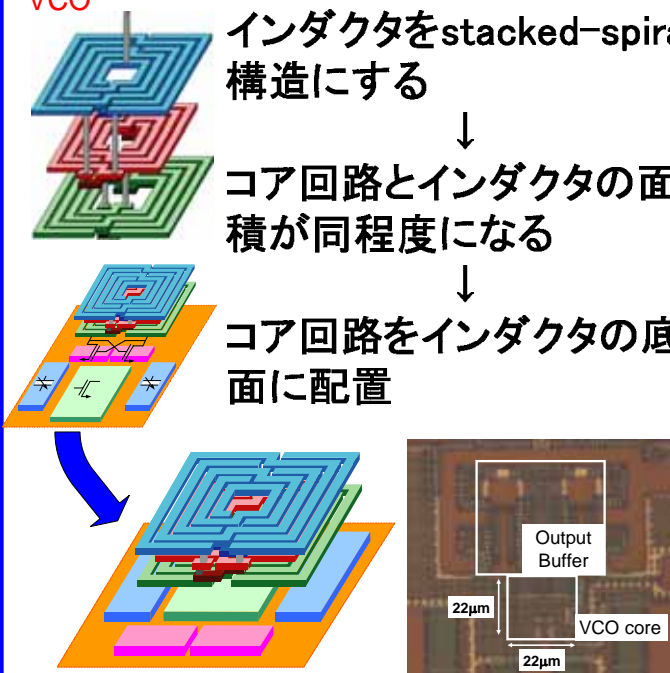 VCO
インダクタをstacked-spira
構造にする
↓
コア回路とインダクタの面
積が同程度になる
↓
コア回路をインダクタの底
面に配置
Output
Buffer
22μm
VCO core
22μm